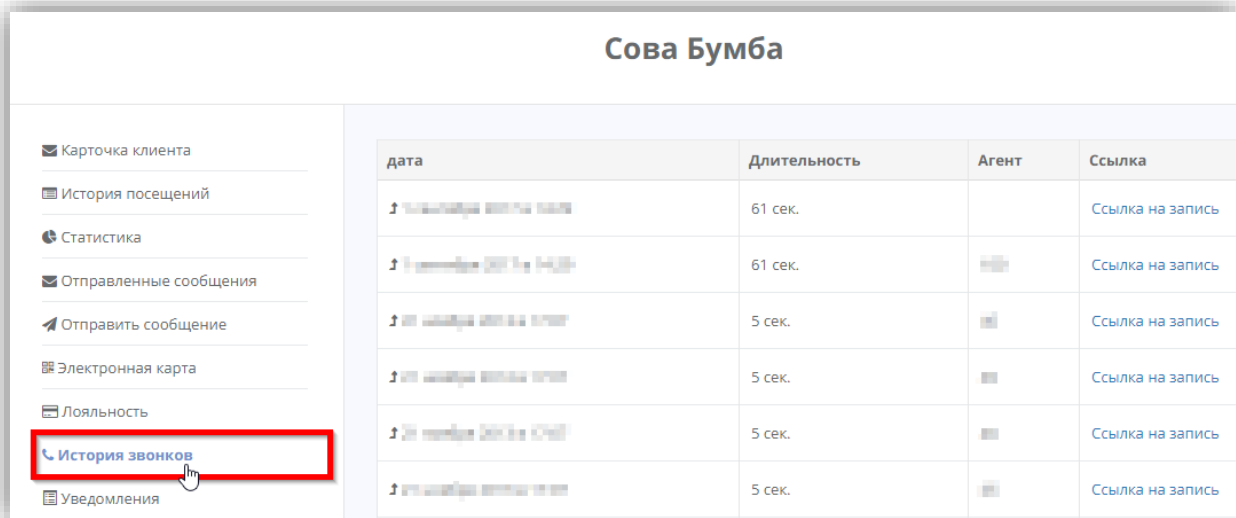 Сова Бумба
Карточка клиента
История посещений
Статистика
Отправленные сообщения
Отправить сообщение
Электронная карта
Лояльность
История звонков
Уведомления
дата Длительность Агент Ссылка
61 сек. Ссылка на запись
61 сек. Ссылка на запись
5 сек. Ссылка на запись
5 сек. Ссылка на запись
5 сек. Ссылка на запись
5 сек. Ссылка на запись